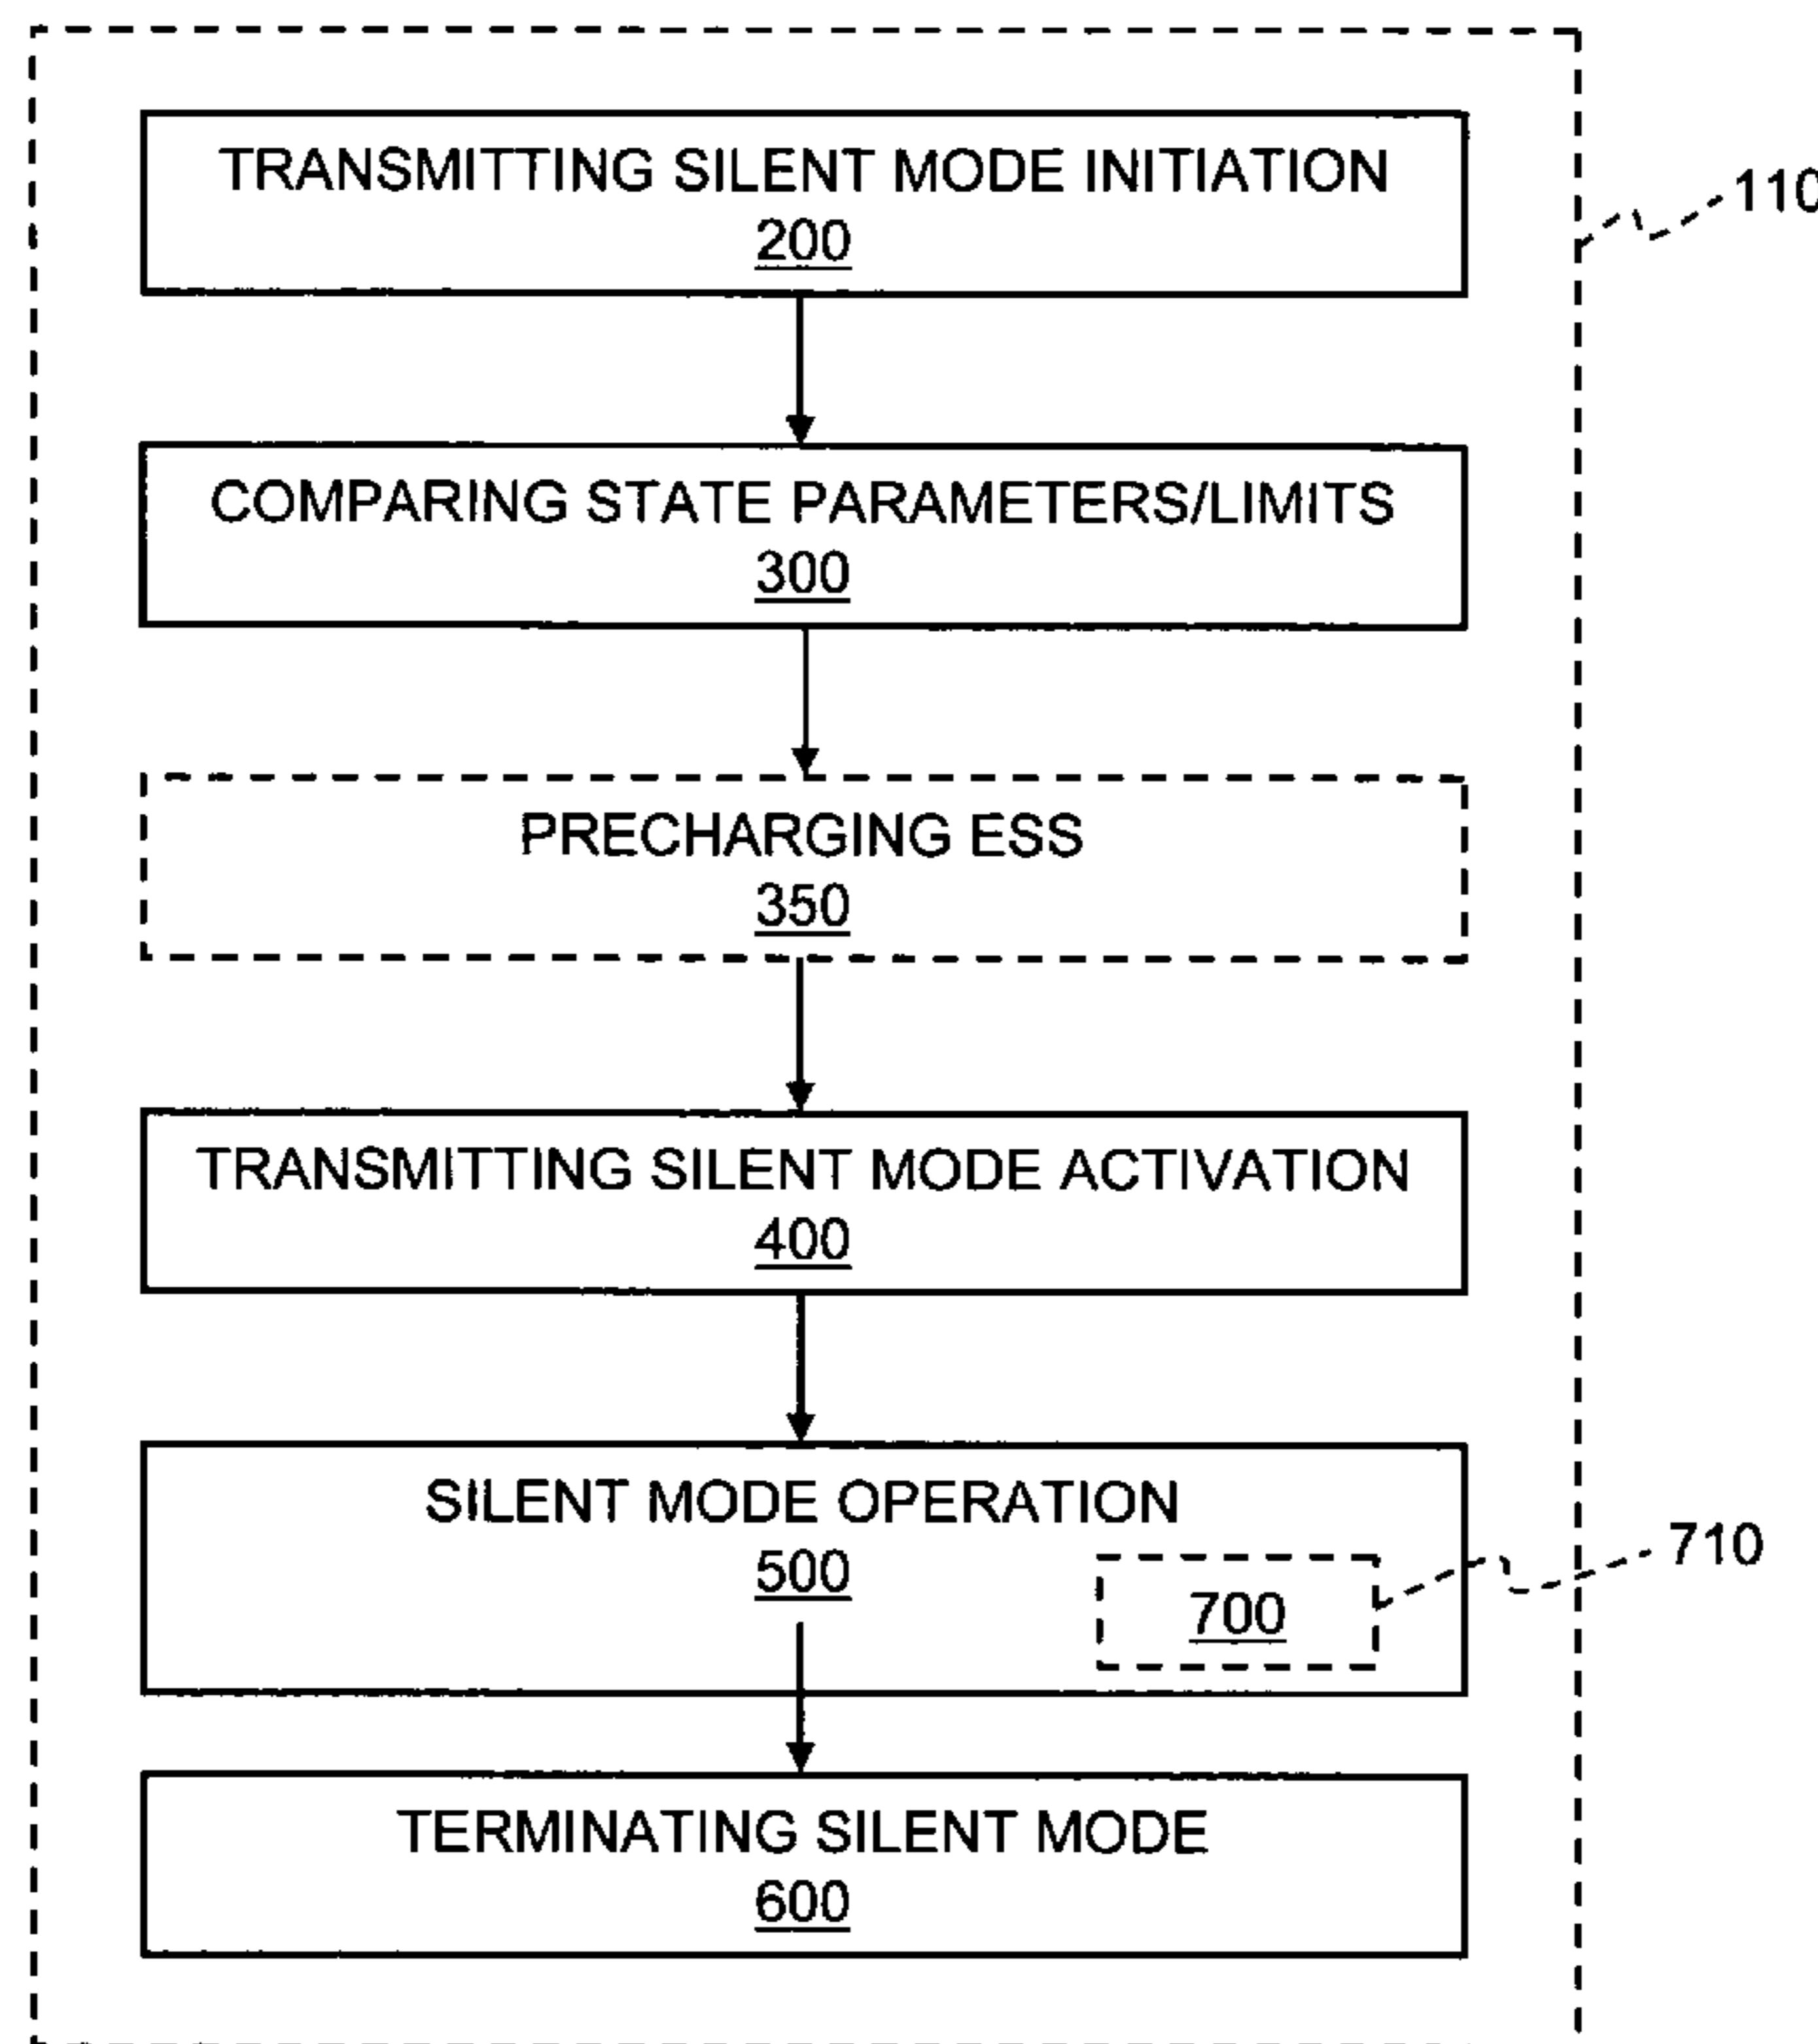 TRANSMITTING SILENT MODE INITIATION
200
110
COMPARING STATE PARAMETERS/LIMITS
300
PRECHARGING ESS
350
TRANSMITTING SILENT MODE ACTIVATION
400
SILENT MODE OPERATION
500
700
710
TERMINATING SILENT MODE
600